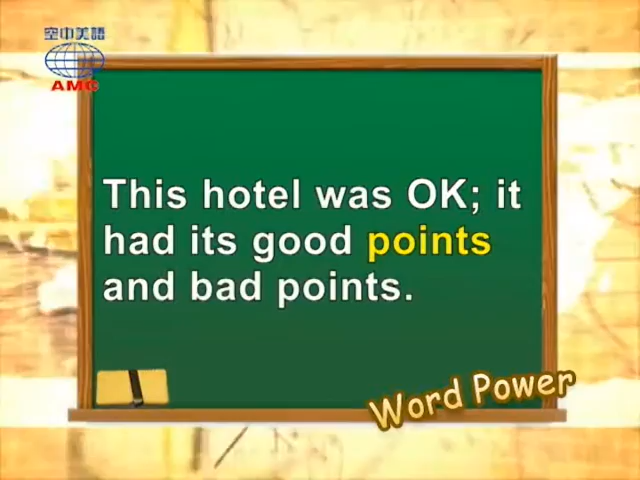 空中美語
AMC
This hotel was OK; it
had its good points
and bad points.
Word Power